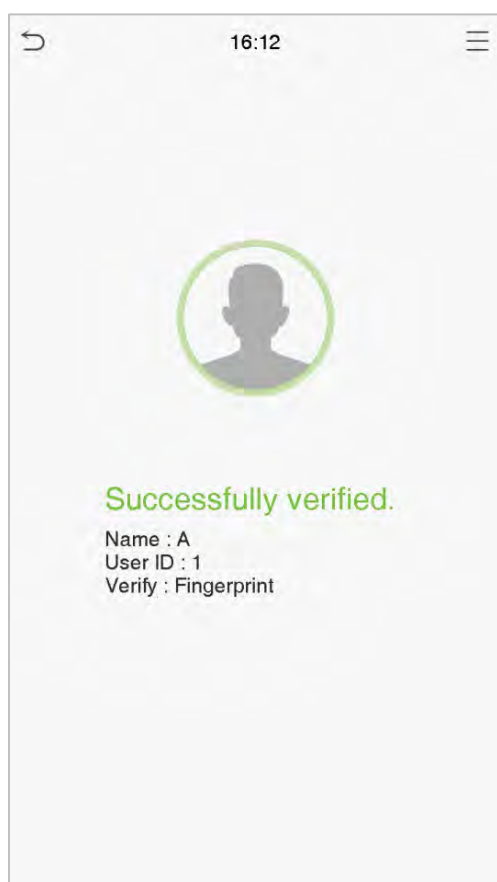 16:12
Successfully verified.
Name : A
User ID : 1
Verify : Fingerprint